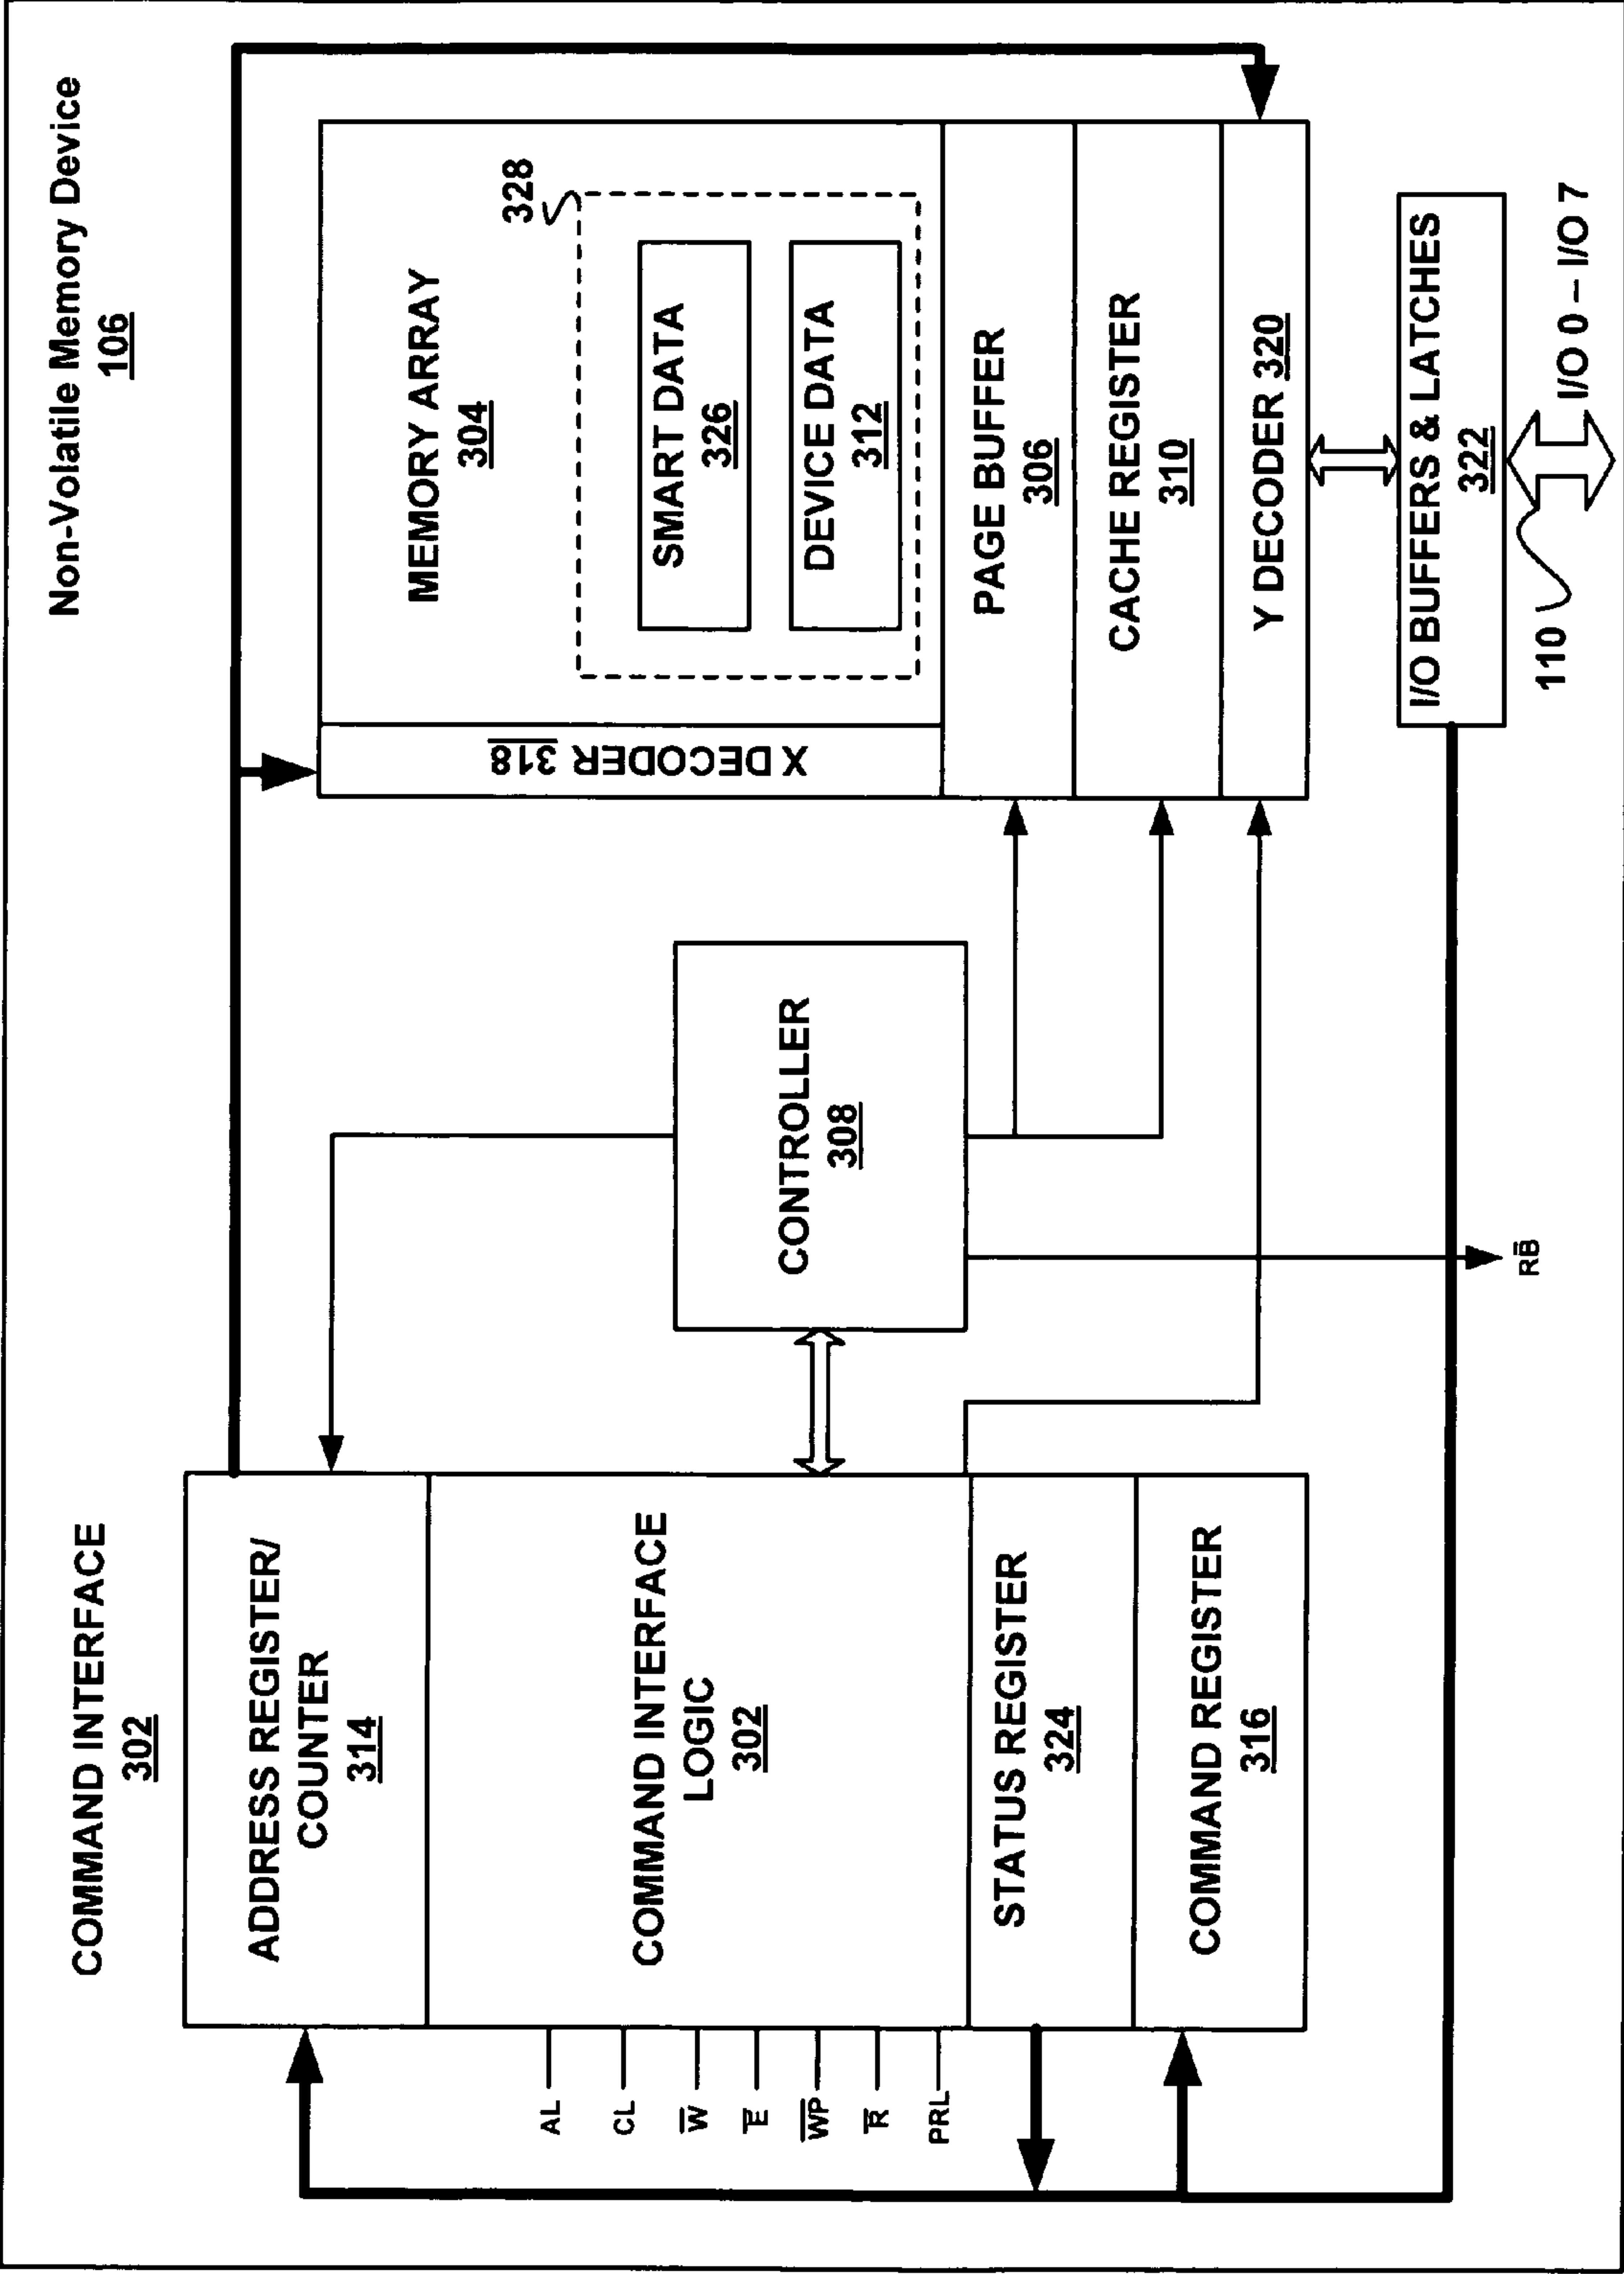 Non-Volatile Memory Device
106
COMMAND INTERFACE
302
ADDRESS REGISTER/
COUNTER
314
COMMAND INTERFACE
LOGIC
302
STATUS REGISTER
324
COMMAND REGISTER
316
AL
CL
W̅
E̅
W̅P̅
R̅
PRL
CONTROLLER
308
RB̅
X DECODER 318
MEMORY ARRAY
304
328
SMART DATA
326
DEVICE DATA
312
PAGE BUFFER
306
CACHE REGISTER
310
Y DECODER 320
I/O BUFFERS & LATCHES
322
110
I/O 0 – I/O 7